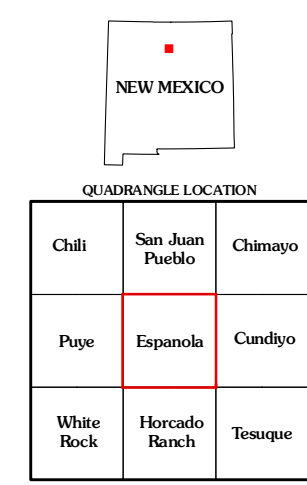 NEW MEXICO
QUADRANGLE LOCATION
Chili
San Juan
Pueblo
Chimayo
Puye
Espanola
Cundiyo
White
Rock
Horcado
Ranch
Tesuque